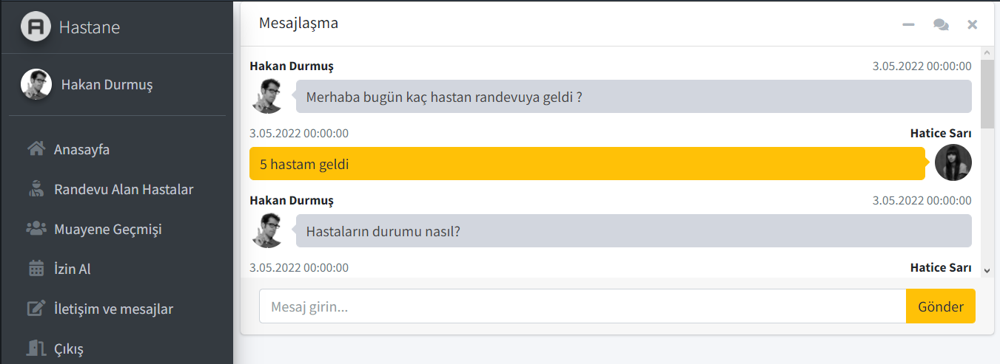 Hastane
Hakan Durmuş
Anasayfa
Randevu Alan Hastalar
Muayene Geçmişi
İzin Al
İletişim ve mesajlar
Çıkış
Mesajlaşma
Hakan Durmuş 3.05.2022 00:00:00
Merhaba bugün kaç hastan randevuya geldi ?
3.05.2022 00:00:00 Hatice Sarı
5 hastam geldi
Hakan Durmuş 3.05.2022 00:00:00
Hastaların durumu nasıl?
3.05.2022 00:00:00 Hatice Sarı
Mesaj girin... Gönder